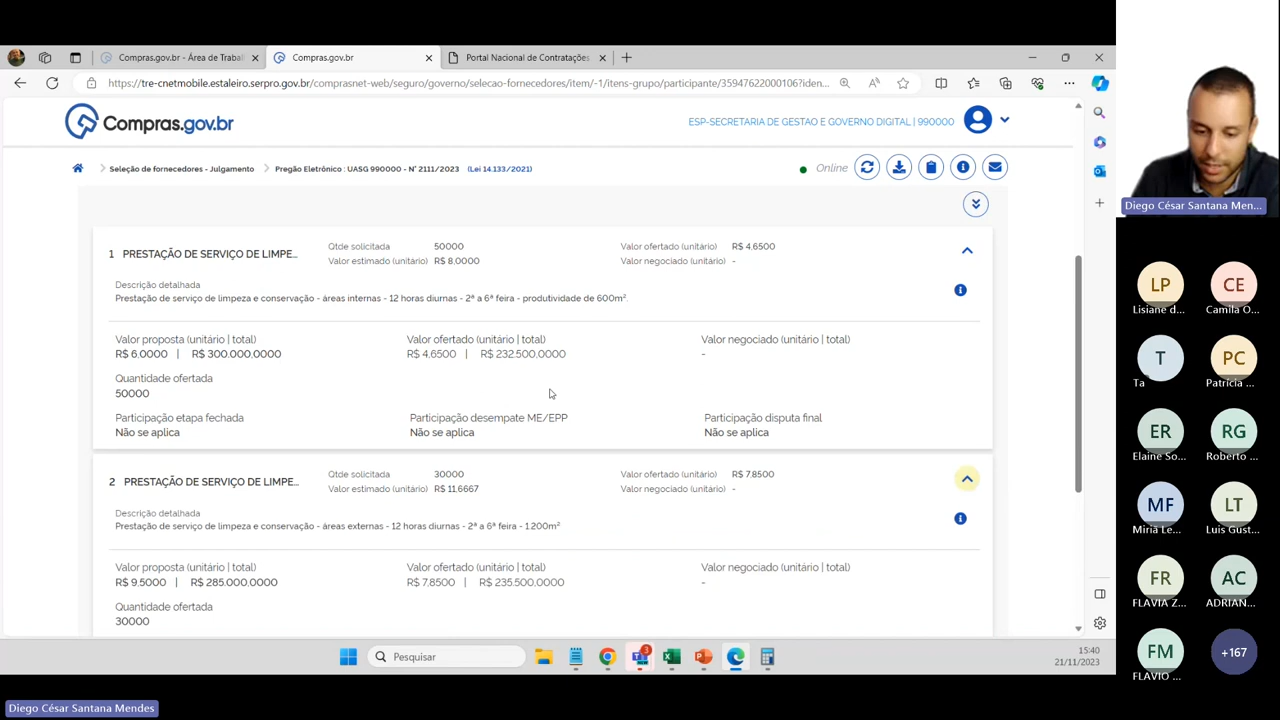 Compras.gov.br - Área de Trabal
Compras.gov.br
Portal Nacional de Contratações
https://tre-cnetmobile.estaleiro.serpro.gov.br/comprasnet-web/seguro/governo/selecao-fornecedores/item/-1/itens-grupo/participante/35947622000106?iden...
Compras.gov.br
ESP-SECRETARIA DE GESTAO E GOVERNO DIGITAL | 990000
Seleção de fornecedores - Julgamento
Pregão Eletrônico : UASG 990000 - N° 2111/2023 (Lei 14.133/2021)
Online
1 PRESTAÇÃO DE SERVIÇO DE LIMPE...
Qtde solicitada 50000
Valor estimado (unitário) R$ 8,0000
Valor ofertado (unitário) R$ 4,6500
Valor negociado (unitário) -
Descrição detalhada
Prestação de serviço de limpeza e conservação - áreas internas - 12 horas diurnas - 2ª a 6ª feira - produtividade de 600m².
Valor proposta (unitário | total)
R$ 6,0000 | R$ 300.000,0000
Valor ofertado (unitário | total)
R$ 4,6500 | R$ 232.500,0000
Valor negociado (unitário | total)
-
Quantidade ofertada
50000
Participação etapa fechada
Não se aplica
Participação desempate ME/EPP
Não se aplica
Participação disputa final
Não se aplica
2 PRESTAÇÃO DE SERVIÇO DE LIMPE...
Qtde solicitada 30000
Valor estimado (unitário) R$ 11,6667
Valor ofertado (unitário) R$ 7,8500
Valor negociado (unitário) -
Descrição detalhada
Prestação de serviço de limpeza e conservação - áreas externas - 12 horas diurnas - 2ª a 6ª feira - 1.200m²
Valor proposta (unitário | total)
R$ 9,5000 | R$ 285.000,0000
Valor ofertado (unitário | total)
R$ 7,8500 | R$ 235.500,0000
Valor negociado (unitário | total)
-
Quantidade ofertada
30000
Pesquisar
3
15:40
21/11/2023
Diego César Santana Men...
LP
Lisiane d...
CE
Camila O...
T
Ta
PC
Patrícia ...
ER
Elaine So...
RG
Roberto ...
MF
Miriã Le...
LT
Luis Gust...
FR
FLAVIA Z...
AC
ADRIAN...
FM
FLAVIO ...
+167
Diego César Santana Mendes